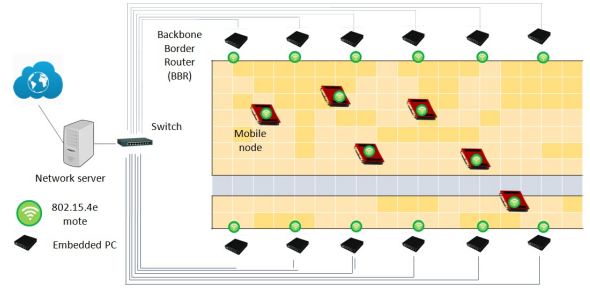 Backbone
Border
Router
(BBR)
Switch
Mobile
node
Network server
802.15.4e
mote
Embedded PC